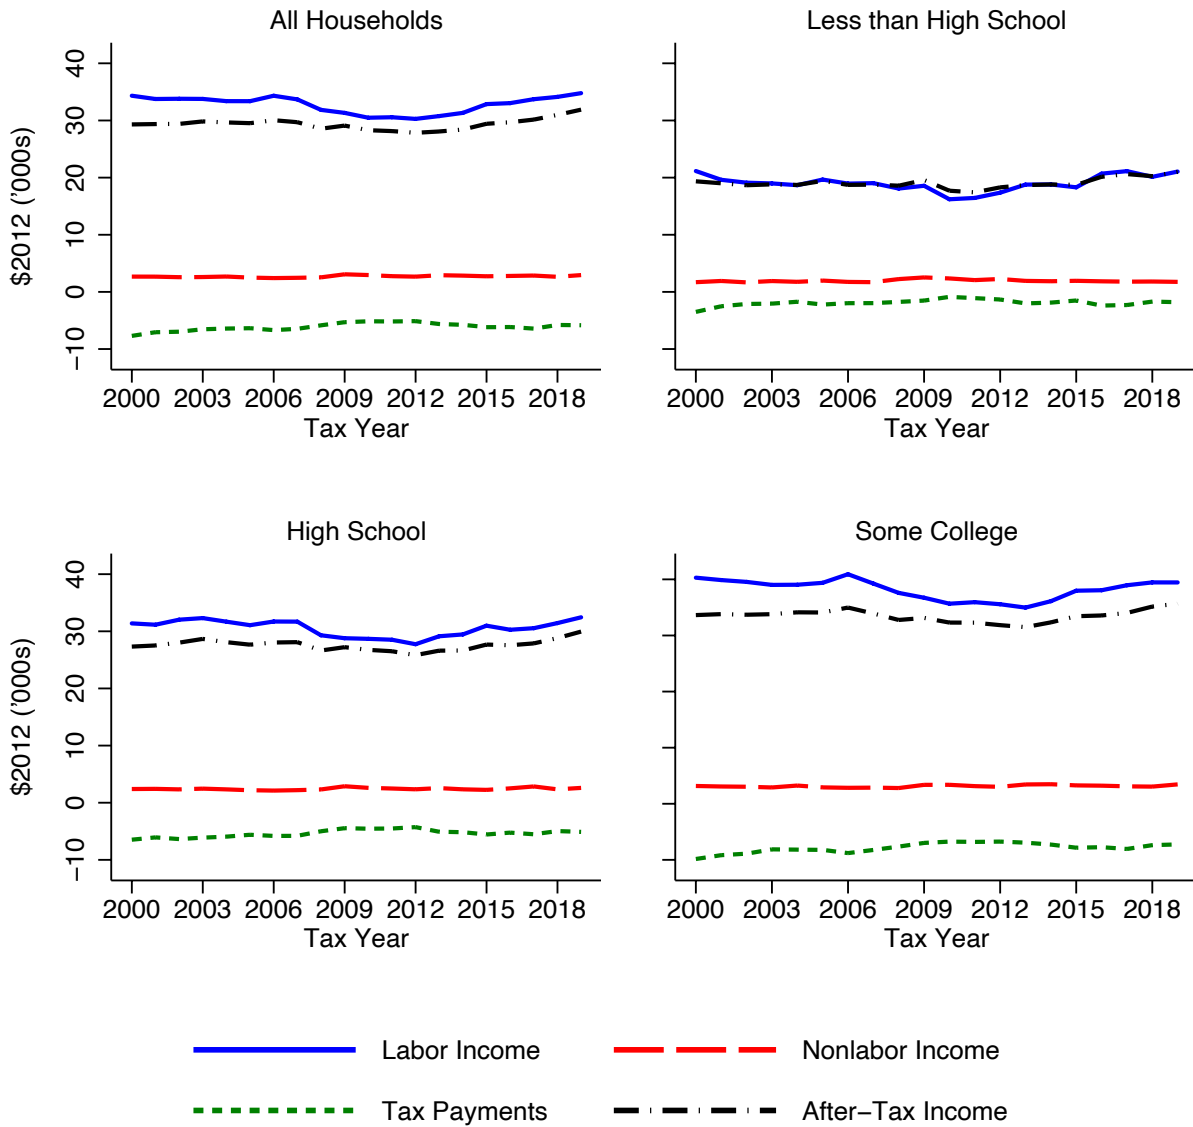 All Households
Less than High School
$2012 ('000s)
40
30
20
10
0
−10
2000 2003 2006 2009 2012 2015 2018
Tax Year
2000 2003 2006 2009 2012 2015 2018
Tax Year
High School
Some College
$2012 ('000s)
40
30
20
10
0
−10
2000 2003 2006 2009 2012 2015 2018
Tax Year
2000 2003 2006 2009 2012 2015 2018
Tax Year
Labor Income
Nonlabor Income
Tax Payments
After−Tax Income